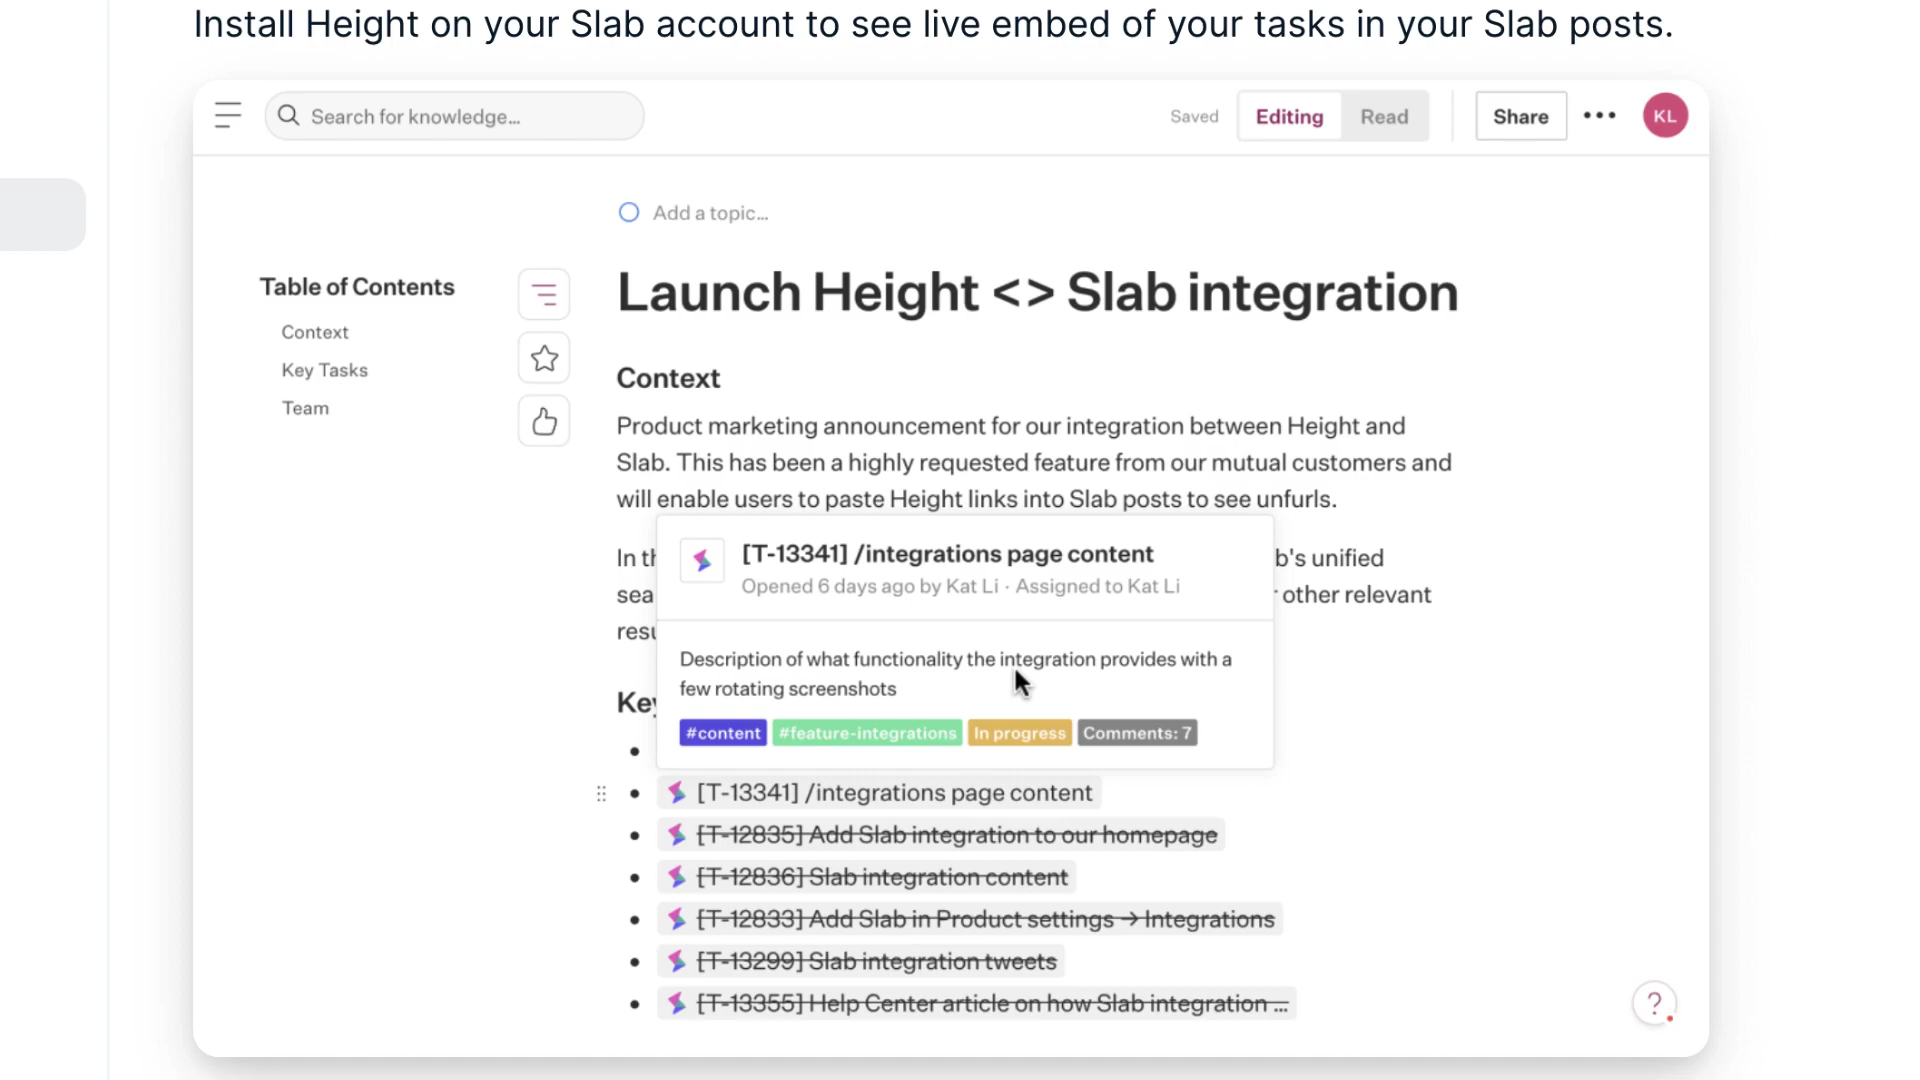 Install Height on your Slab account to see live embed of your tasks in your Slab posts.
Search for knowledge...
Saved
Editing
Read
Share
KL
Add a topic...
Table of Contents
Context
Key Tasks
Team
Launch Height <> Slab integration
Context
Product marketing announcement for our integration between Height and
Slab. This has been a highly requested feature from our mutual customers and
will enable users to paste Height links into Slab posts to see unfurls.
[T-13341] /integrations page content
Opened 6 days ago by Kat Li · Assigned to Kat Li
Description of what functionality the integration provides with a
few rotating screenshots
#content #feature-integrations In progress Comments: 7
In b's unified
other relevant
[T-13341] /integrations page content
[T-12835] Add Slab integration to our homepage
[T-12836] Slab integration content
[T-12833] Add Slab in Product settings → Integrations
[T-13299] Slab integration tweets
[T-13355] Help Center article on how Slab integration ...
?